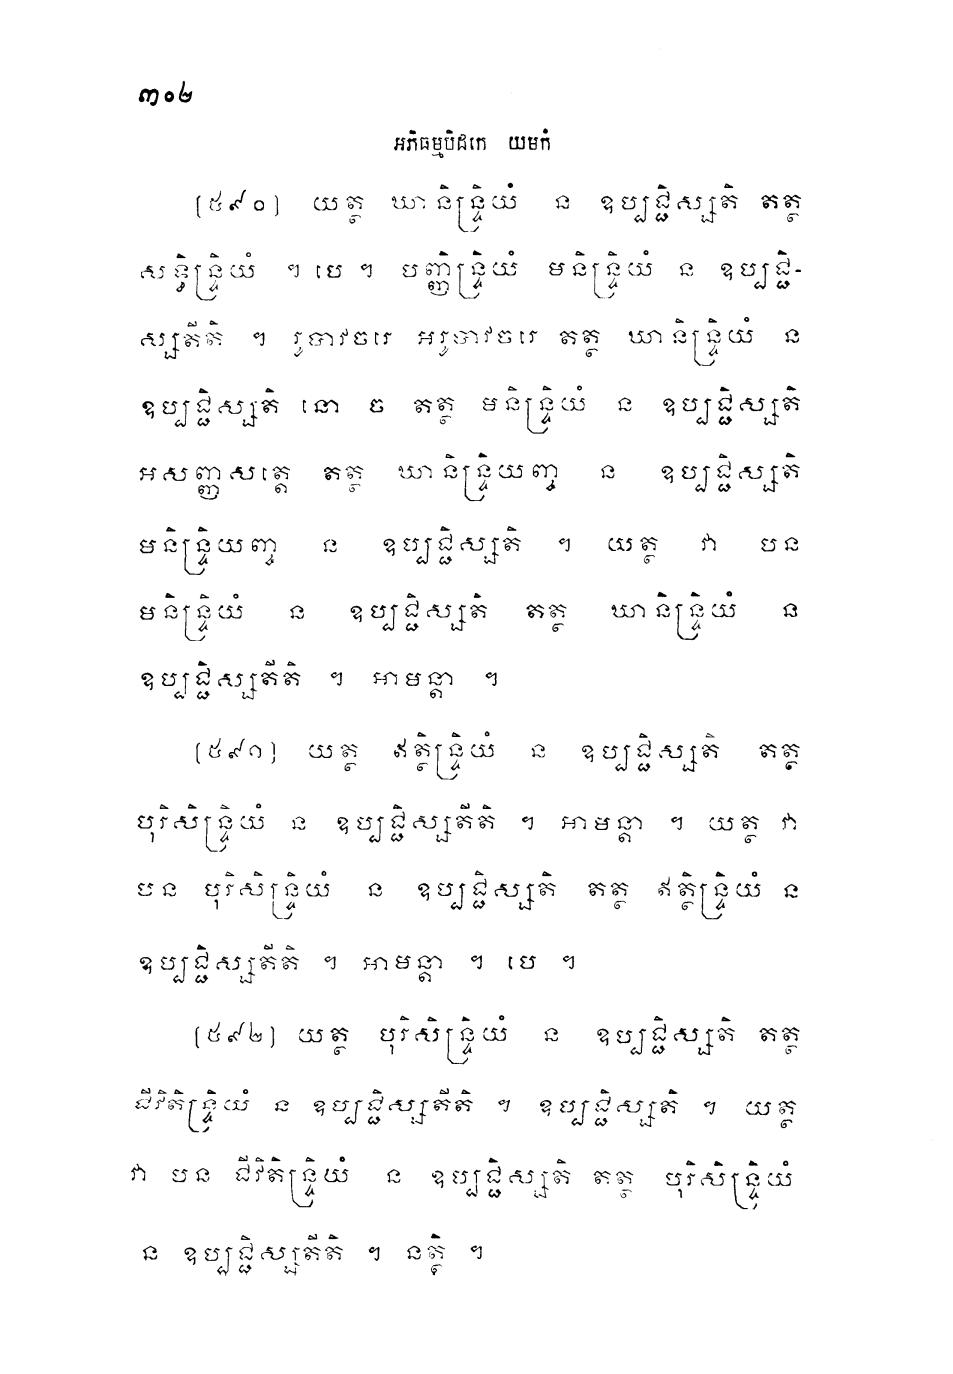 ៣០២
អភិធម្មបិដកេ យមកំ
(៥៩០) យត្ថ ឃានិន្ទ្រិយំ ន ឧប្បជ្ជិស្សតិ តត្ថ
សទ្ធិន្ទ្រិយំ ។ បេ ។ បញ្ញិន្ទ្រិយំ មនិន្ទ្រិយំ ន ឧប្បជ្ជិ-
ស្សតីតិ ។ រូបាវចរេ អរូបាវចរេ តត្ថ ឃានិន្ទ្រិយំ ន
ឧប្បជ្ជិស្សតិ នោ ច តត្ថ មនិន្ទ្រិយំ ន ឧប្បជ្ជិស្សតិ
អសញ្ញសត្តេ តត្ថ ឃានិន្ទ្រិយញ្ច ន ឧប្បជ្ជិស្សតិ
មនិន្ទ្រិយញ្ច ន ឧប្បជ្ជិស្សតិ ។ យត្ថ វា បន
មនិន្ទ្រិយំ ន ឧប្បជ្ជិស្សតិ តត្ថ ឃានិន្ទ្រិយំ ន
ឧប្បជ្ជិស្សតីតិ ។ អាមន្តា ។
(៥៩១) យត្ថ ឥត្ថិន្ទ្រិយំ ន ឧប្បជ្ជិស្សតិ តត្ថ
បុរិសិន្ទ្រិយំ ន ឧប្បជ្ជិស្សតីតិ ។ អាមន្តា ។ យត្ថ វា
បន បុរិសិន្ទ្រិយំ ន ឧប្បជ្ជិស្សតិ តត្ថ ឥត្ថិន្ទ្រិយំ ន
ឧប្បជ្ជិស្សតីតិ ។ អាមន្តា ។ បេ ។
(៥៩២) យត្ថ បុរិសិន្ទ្រិយំ ន ឧប្បជ្ជិស្សតិ តត្ថ
ជីវិតិន្ទ្រិយំ ន ឧប្បជ្ជិស្សតីតិ ។ ឧប្បជ្ជិស្សតិ ។ យត្ថ
វា បន ជីវិតិន្ទ្រិយំ ន ឧប្បជ្ជិស្សតិ តត្ថ បុរិសិន្ទ្រិយំ
ន ឧប្បជ្ជិស្សតីតិ ។ នត្ថិ ។